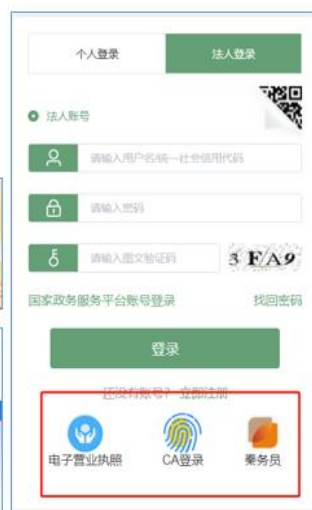 个人登录
法人登录
法人账号
请输入用户名/统一社会信用代码
请输入密码
请输入图文验证码
3 F/A9
国家政务服务平台账号登录
找回密码
登录
还没有账号? 立即注册
电子营业执照
CA登录
秦务员